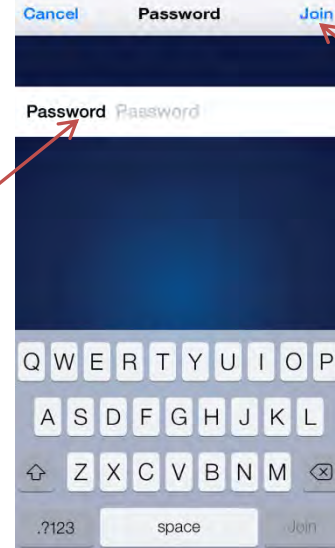 Cancel Password Join
Password Password
Q W E R T Y U I O P
A S D F G H J K L
Z X C V B N M
.?123 space Join